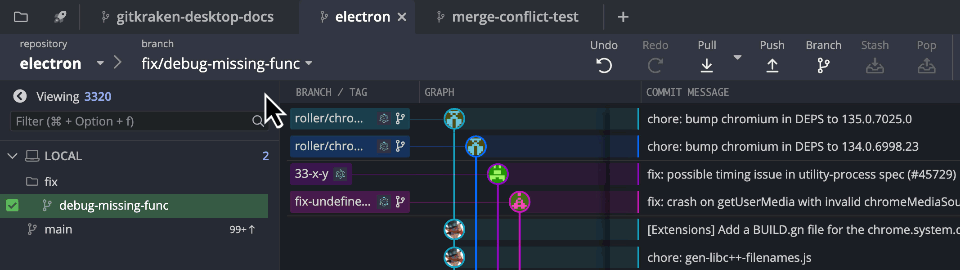 gitkraken-desktop-docs electron × merge-conflict-test +
repository branch Undo Redo Pull Push Branch Stash Pop
electron fix/debug-missing-func
Viewing 3320 BRANCH / TAG GRAPH COMMIT MESSAGE
Filter (⌘ + Option + f) roller/chro... chore: bump chromium in DEPS to 135.0.7025.0
roller/chro... chore: bump chromium in DEPS to 134.0.6998.23
LOCAL 2
fix 33-x-y fix: possible timing issue in utility-process spec (#45729)
debug-missing-func fix-undefine... fix: crash on getUserMedia with invalid chromeMediaSou
main 99+↑ [Extensions] Add a BUILD.gn file for the chrome.system.c
chore: gen-libc++-filenames.js